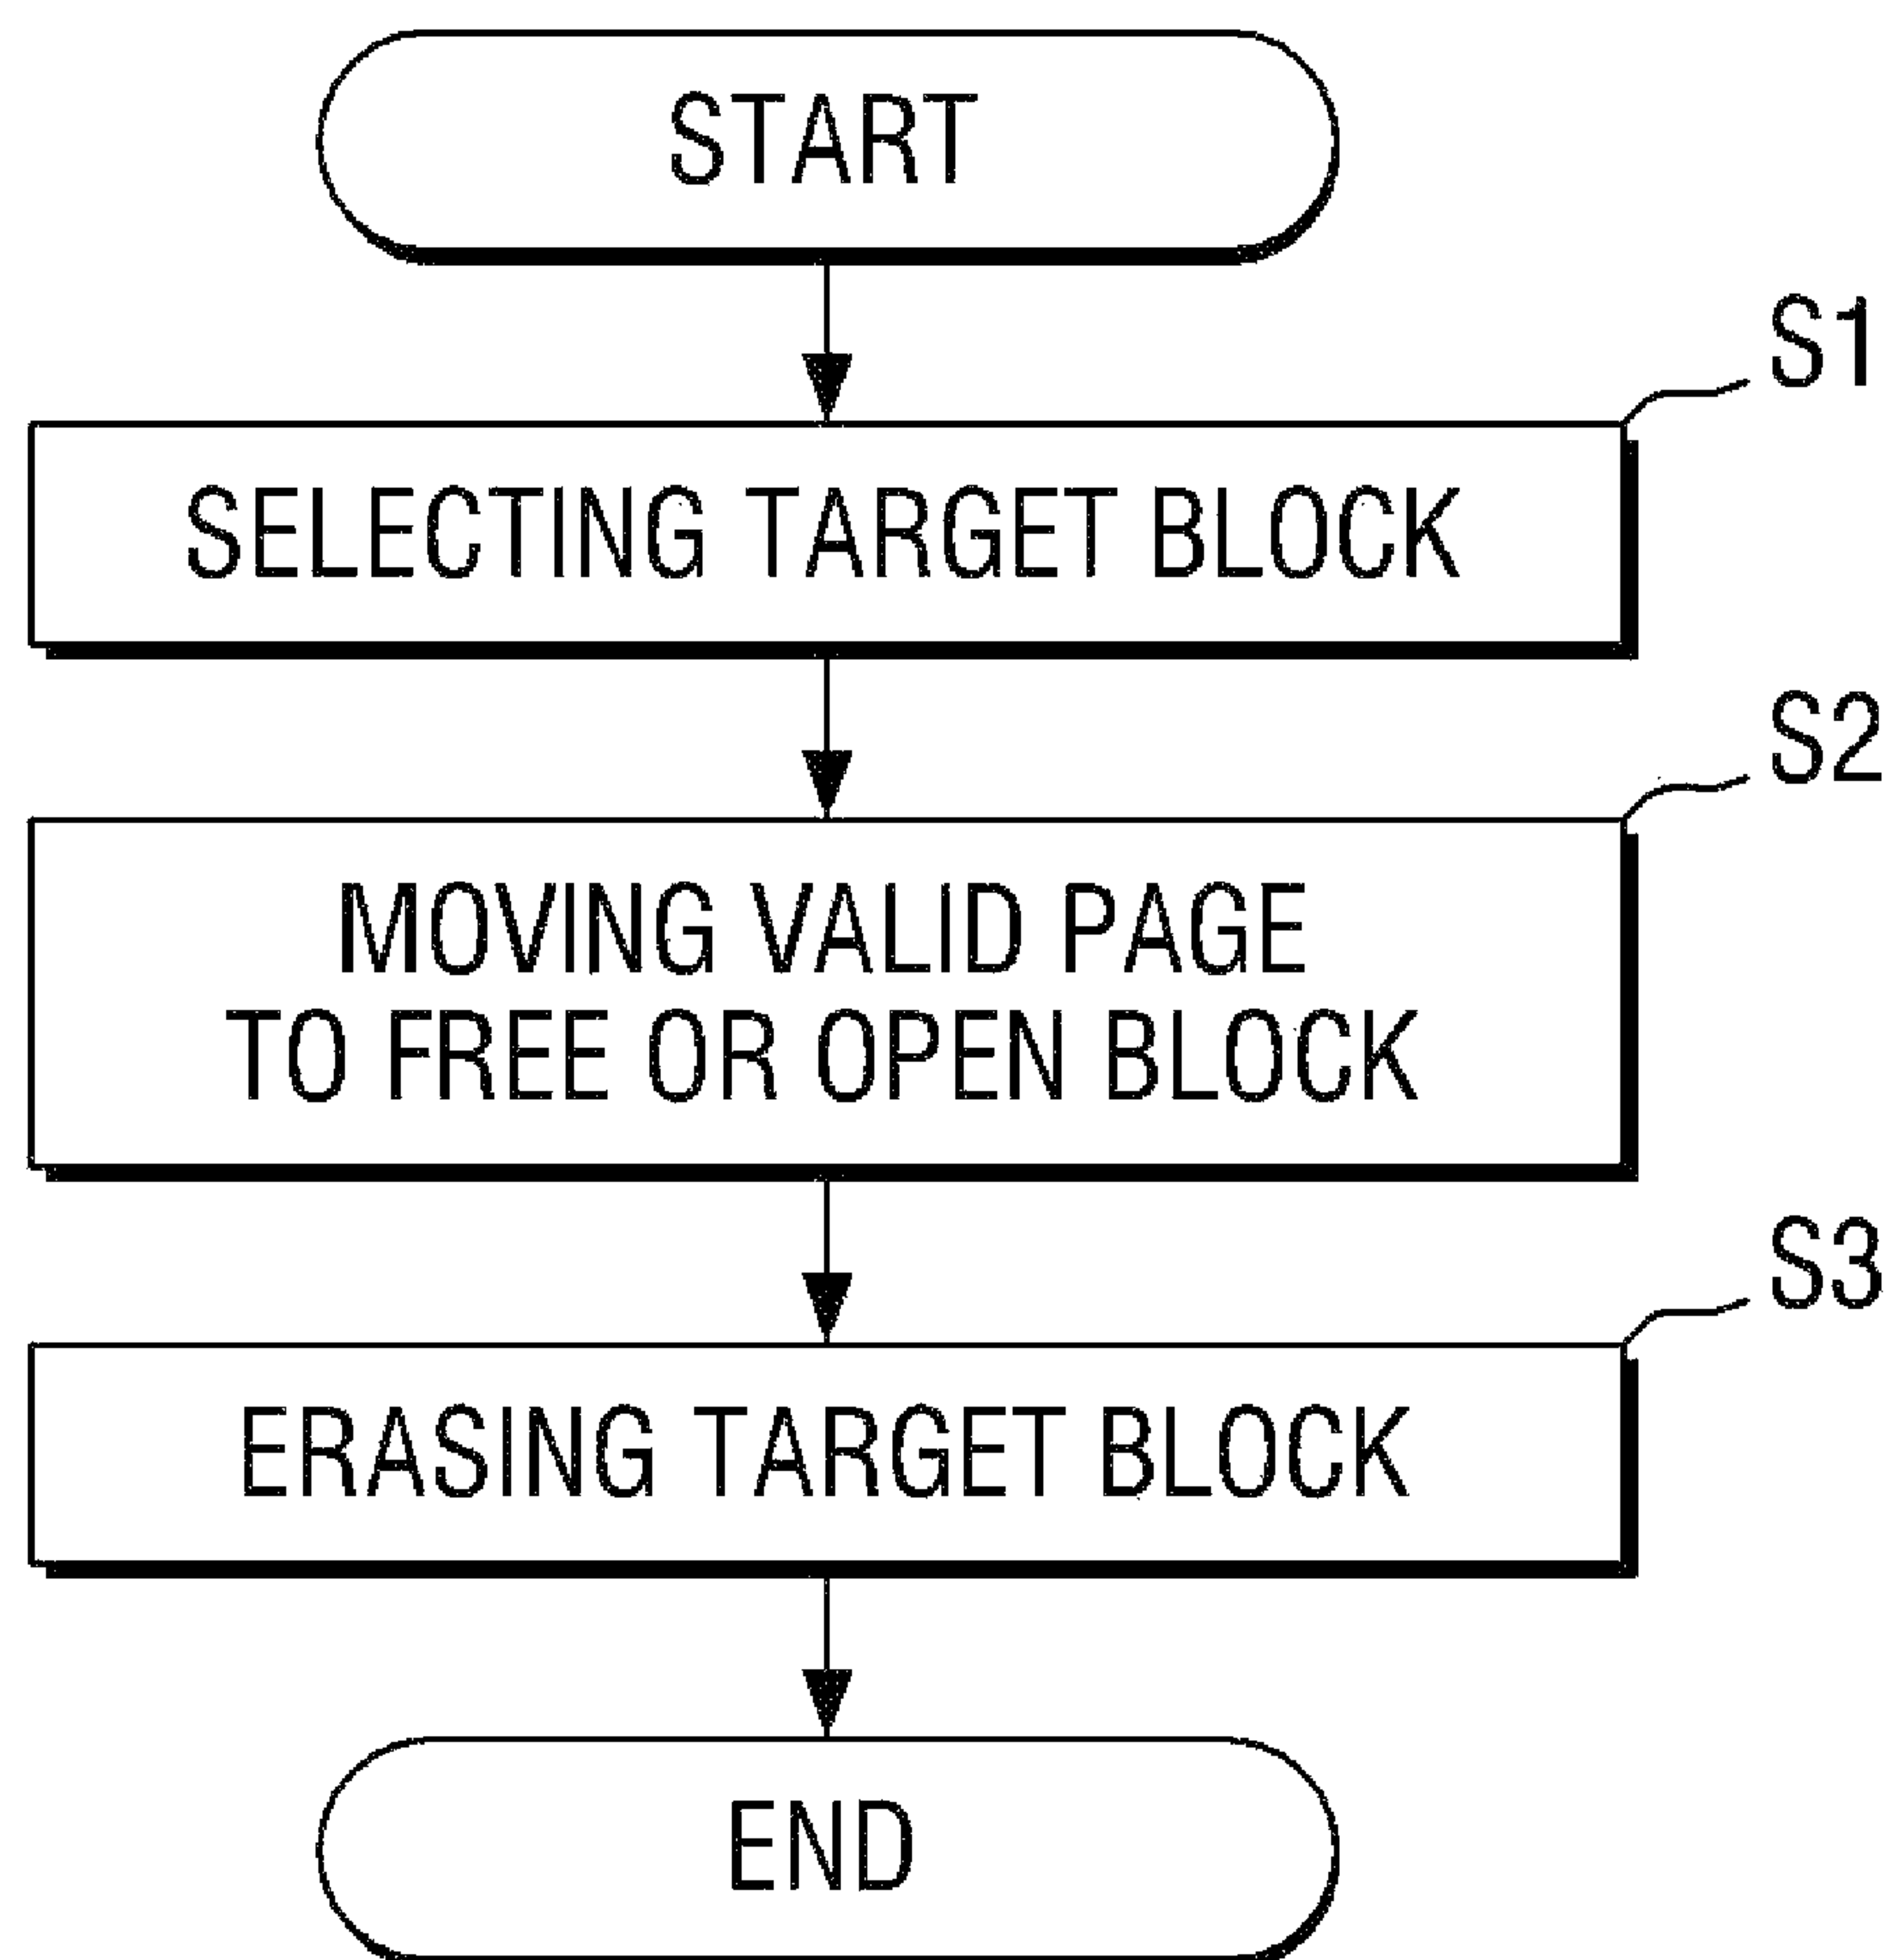 START
S1
SELECTING TARGET BLOCK
S2
MOVING VALID PAGE
TO FREE OR OPEN BLOCK
S3
ERASING TARGET BLOCK
END